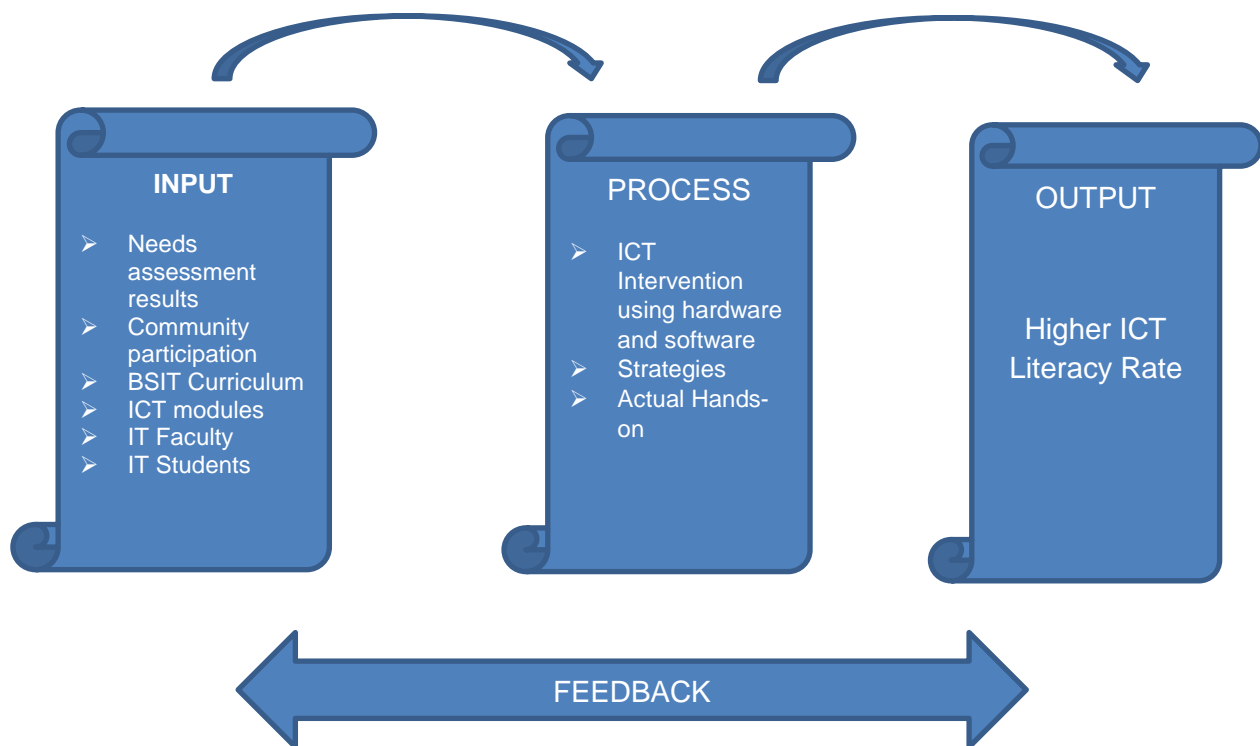 INPUT
➢ Needs
assessment
results
➢ Community
participation
➢ BSIT Curriculum
➢ ICT modules
➢ IT Faculty
➢ IT Students
PROCESS
➢ ICT
Intervention
using hardware
and software
➢ Strategies
➢ Actual Hands-
on
OUTPUT
Higher ICT
Literacy Rate
FEEDBACK